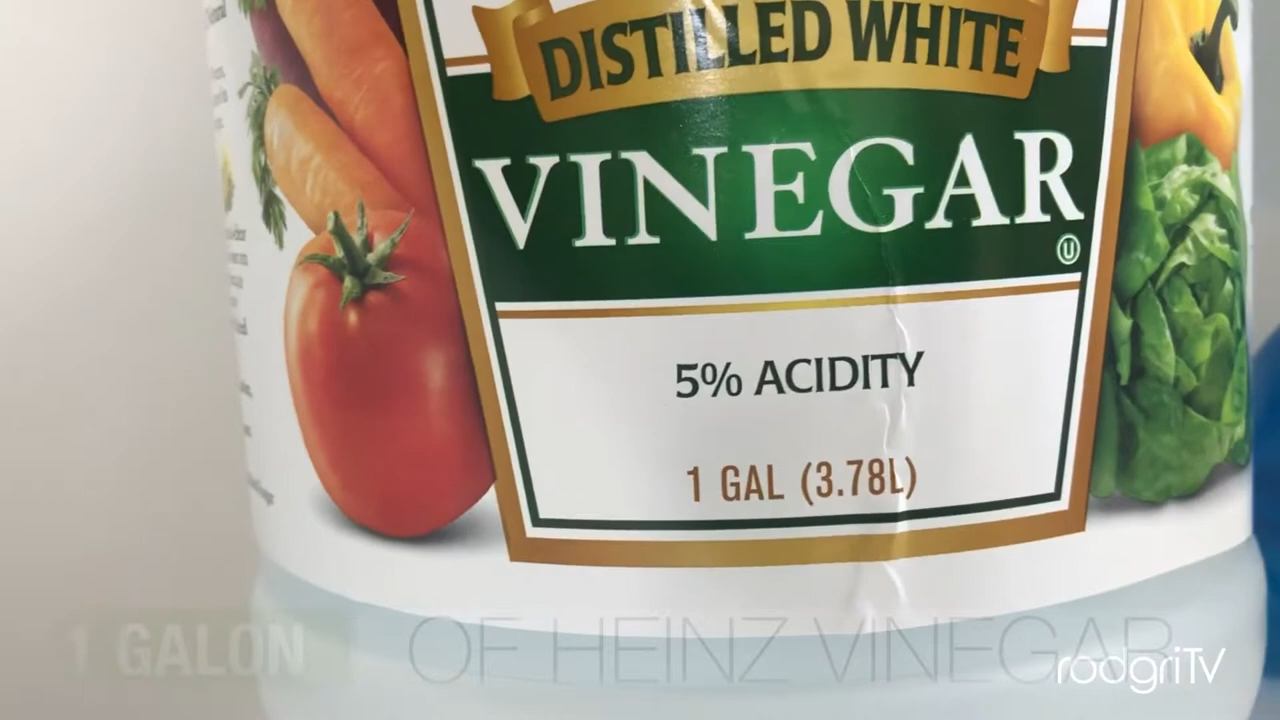 DISTILLED WHITE
VINEGAR
U
5% ACIDITY
1 GAL (3.78L)
1 GALON OF HEINZ VINEGAR
rodgriTV